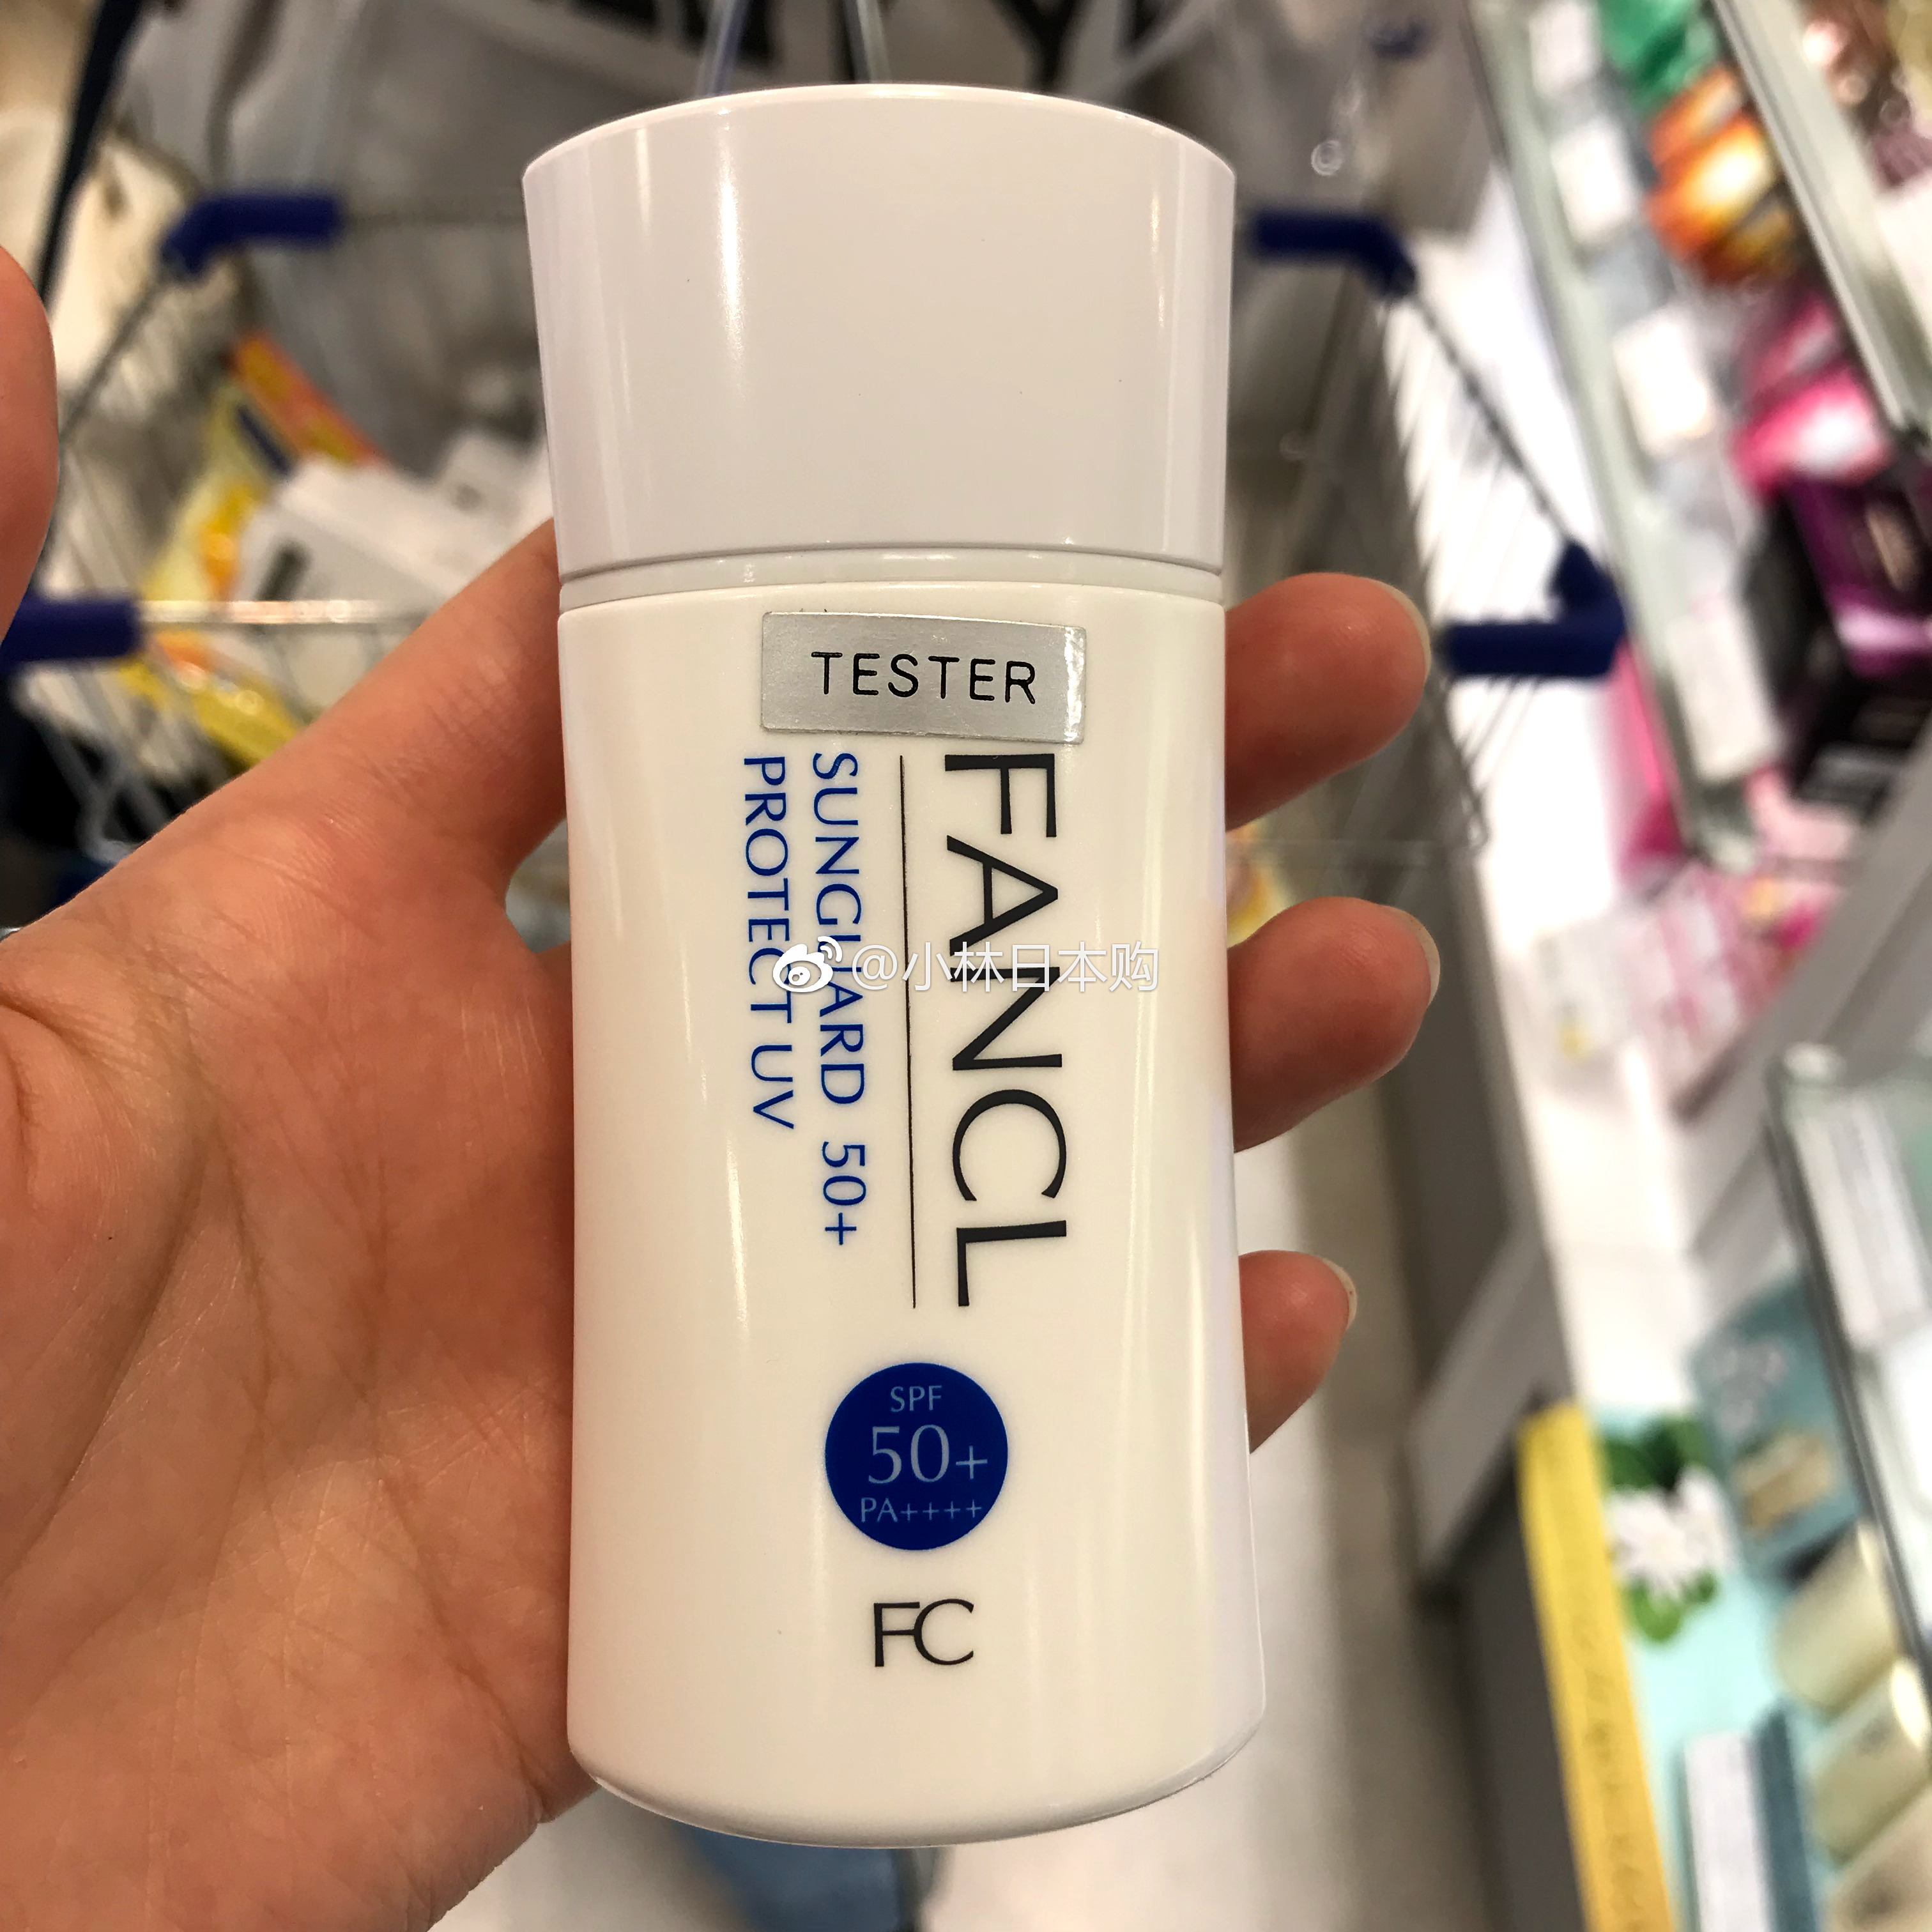 TESTER
FANCL
SUNGUARD 50+
PROTECT UV
@小林日本购
SPF
50+
PA++++
FC